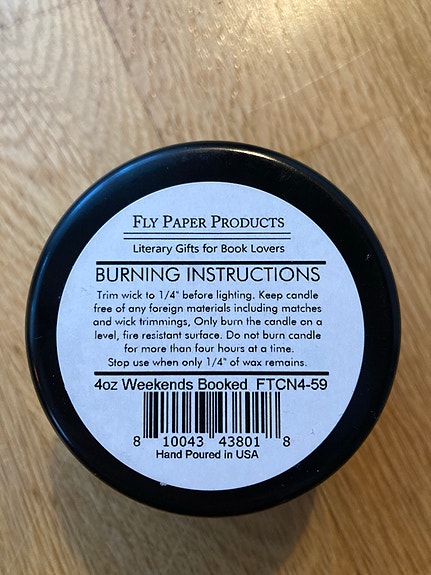 FLY PAPER PRODUCTS
Literary Gifts for Book Lovers
BURNING INSTRUCTIONS
Trim wick to 1/4" before lighting. Keep candle
free of any foreign materials including matches
and wick trimmings, Only burn the candle on a
level, fire resistant surface. Do not burn candle
for more than four hours at a time.
Stop use when only 1/4" of wax remains.
4oz Weekends Booked FTCN4-59
8 10043 43801 8
Hand Poured in USA